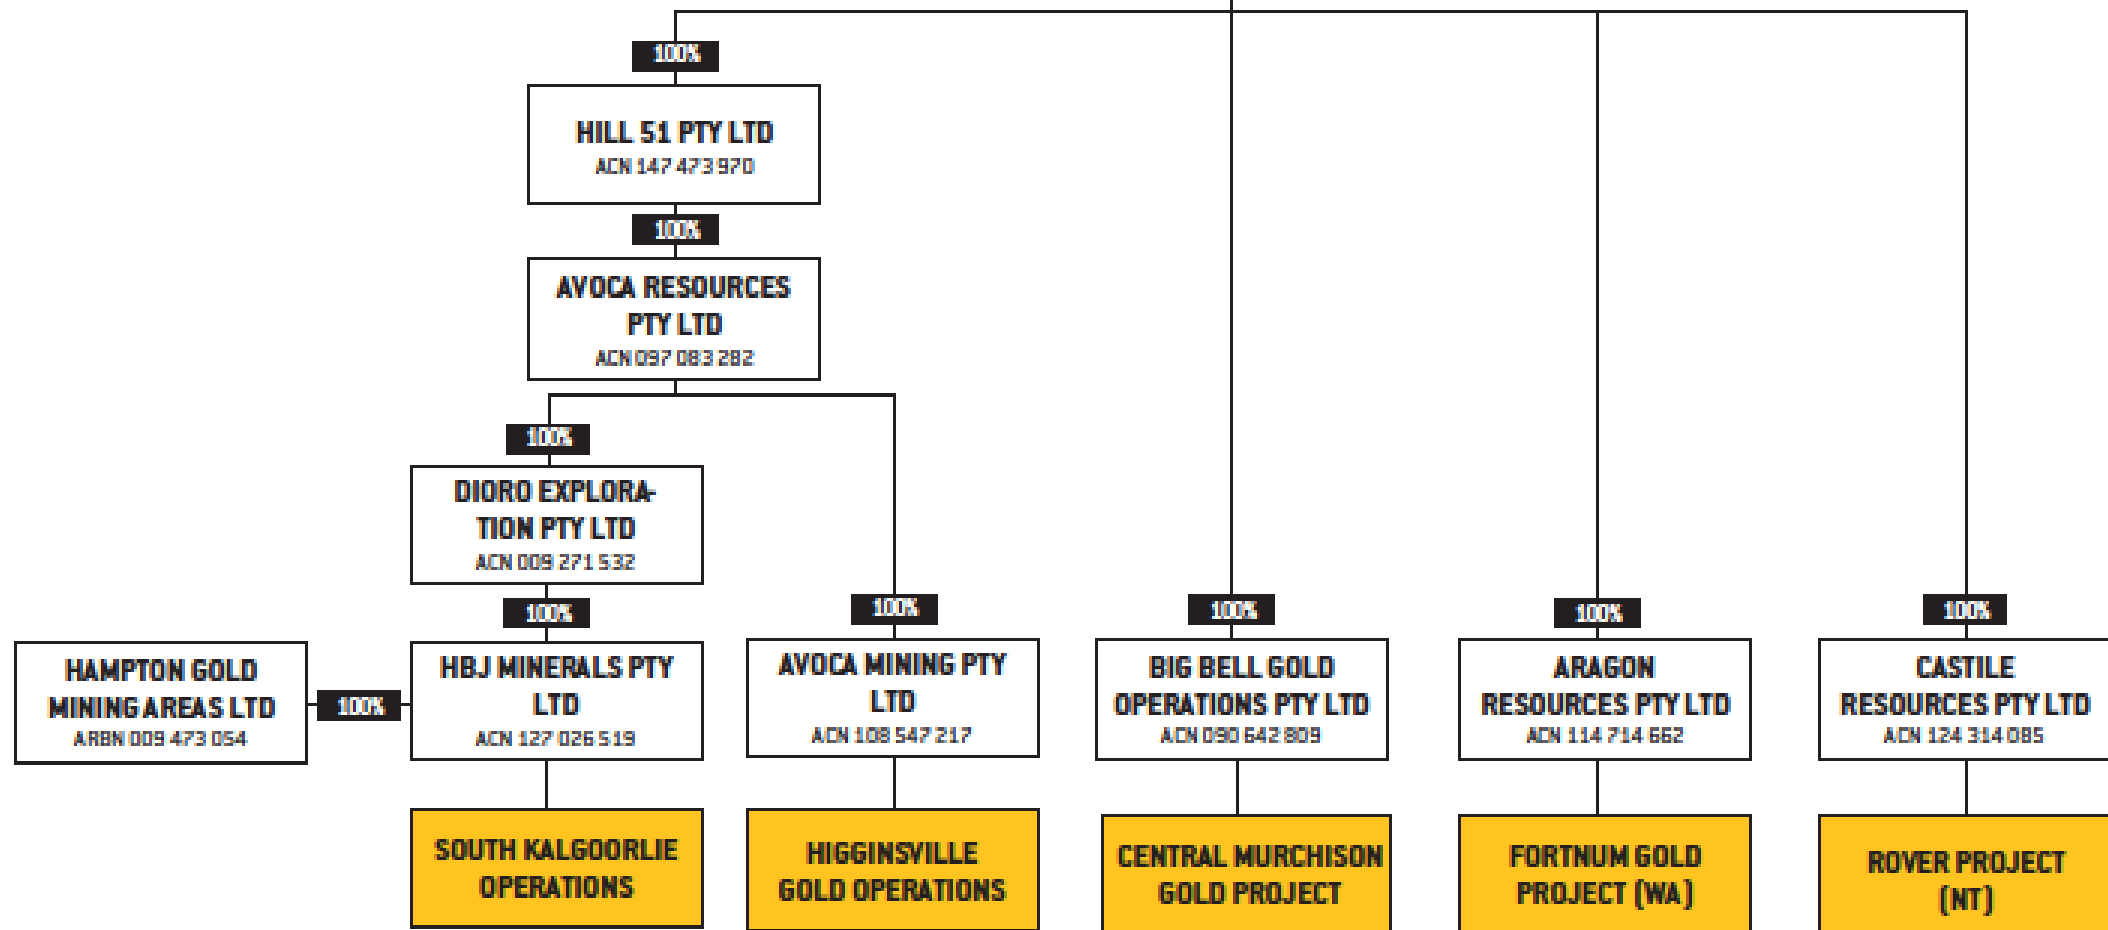 100%
HILL 51 PTY LTD
ACN 147 473 970
100%
AVOCA RESOURCES
PTY LTD
ACN 097 083 282
100%
DIORO EXPLORA-
TION PTY LTD
ACN 009 271 532
100%
100%
100%
100%
100%
HAMPTON GOLD
MINING AREAS LTD
ARBN 009 473 054
100%
HBJ MINERALS PTY
LTD
ACN 127 026 519
AVOCA MINING PTY
LTD
ACN 108 547 217
BIG BELL GOLD
OPERATIONS PTY LTD
ACN 090 642 809
ARAGON
RESOURCES PTY LTD
ACN 114 714 662
CASTILE
RESOURCES PTY LTD
ACN 124 314 085
SOUTH KALGOORLIE
OPERATIONS
HIGGINSVILLE
GOLD OPERATIONS
CENTRAL MURCHISON
GOLD PROJECT
FORTNUM GOLD
PROJECT (WA)
ROVER PROJECT
(NT)